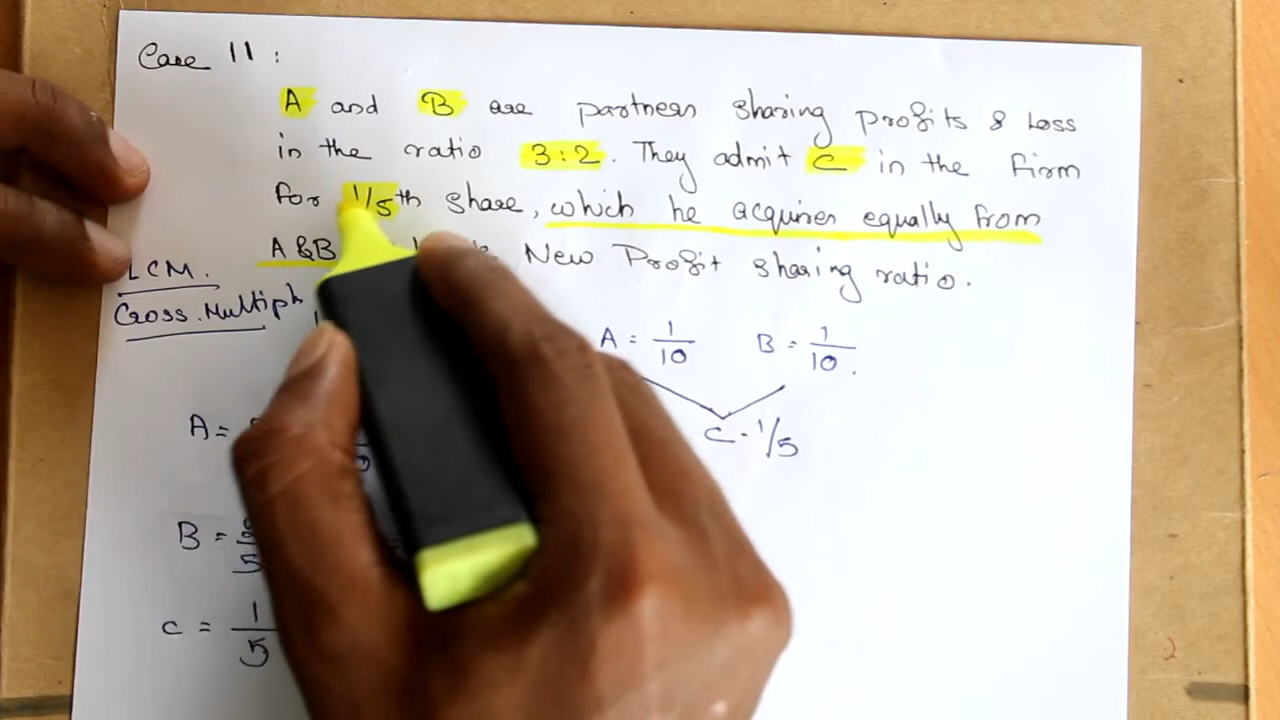 Case 11 :
A and B are partners sharing profits & Loss
in the ratio 3:2. They admit C in the firm
for 1/5th share, which he acquires equally from
A & B New Profit sharing ratio.
LCM.
Cross.Multiply
A = 1/10 B = 1/10.
A =
C - 1/5
B =
C = 1/5